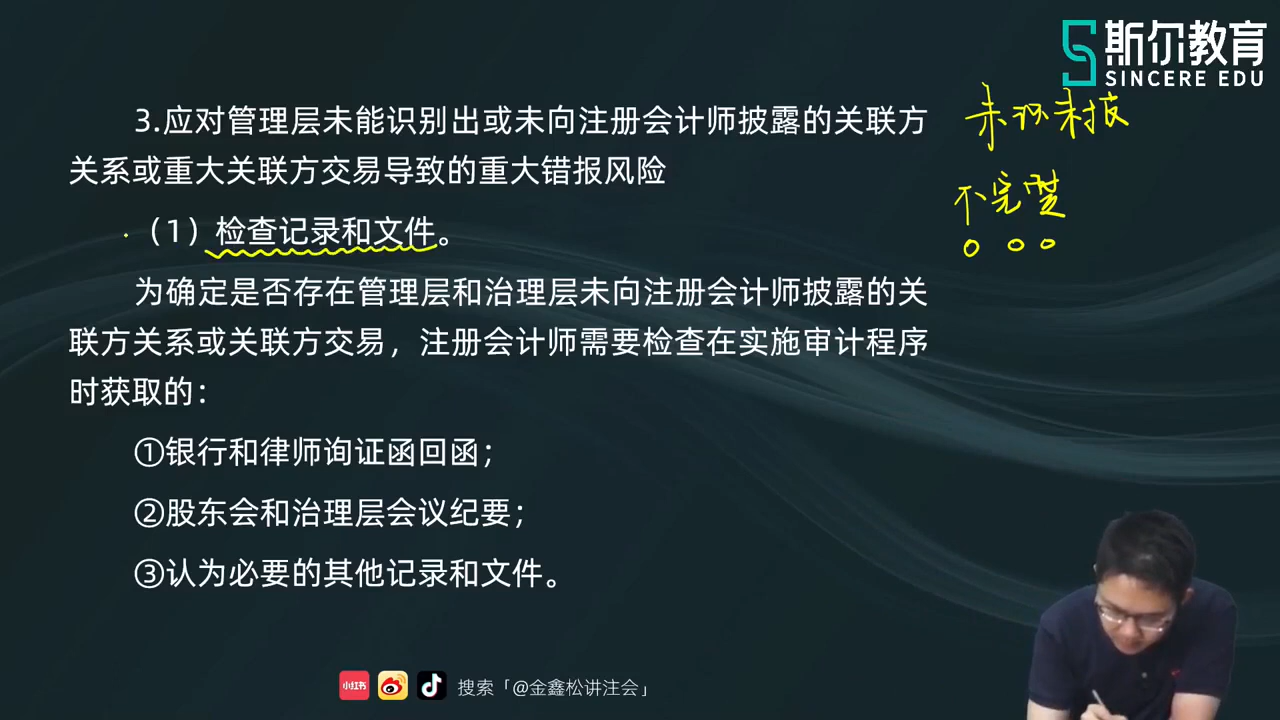 斯尔教育
SINCERE EDU
3.应对管理层未能识别出或未向注册会计师披露的关联方
关系或重大关联方交易导致的重大错报风险
未识未披
不完整
（1）检查记录和文件。
为确定是否存在管理层和治理层未向注册会计师披露的关
联方关系或关联方交易，注册会计师需要检查在实施审计程序
时获取的：
①银行和律师询证函回函；
②股东会和治理层会议纪要；
③认为必要的其他记录和文件。
小红书
搜索「@金鑫松讲注会」